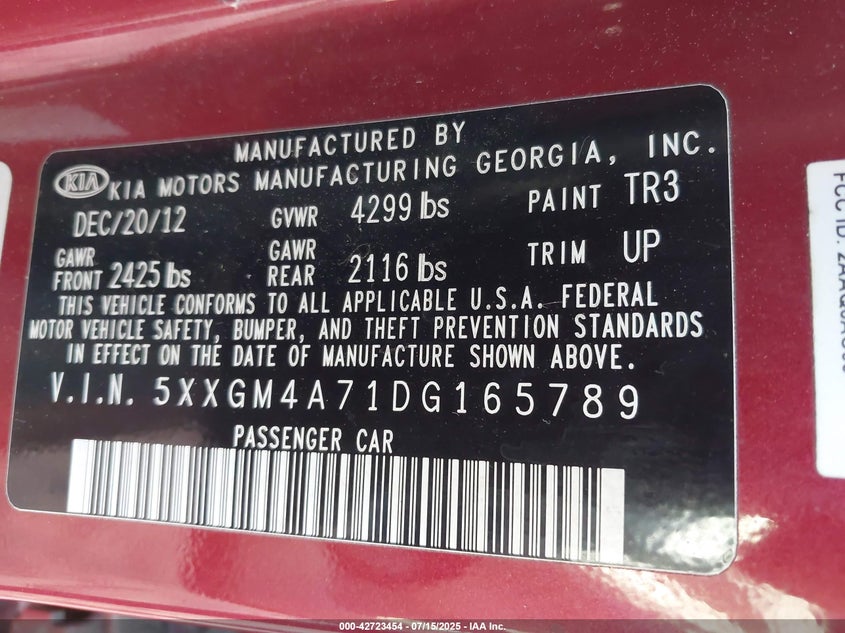 MANUFACTURED BY
KIA KIA MOTORS MANUFACTURING GEORGIA, INC.
DEC/20/12 GVWR 4299 lbs PAINT TR3
GAWR FRONT 2425 lbs GAWR REAR 2116 lbs TRIM UP
THIS VEHICLE CONFORMS TO ALL APPLICABLE U.S.A. FEDERAL
MOTOR VEHICLE SAFETY, BUMPER, AND THEFT PREVENTION STANDARDS
IN EFFECT ON THE DATE OF MANUFACTURE SHOWN ABOVE.
V.I.N. 5XXGM4A71DG165789
PASSENGER CAR
FCC ID:
000-42723454 - 07/15/2025 - IAA Inc.